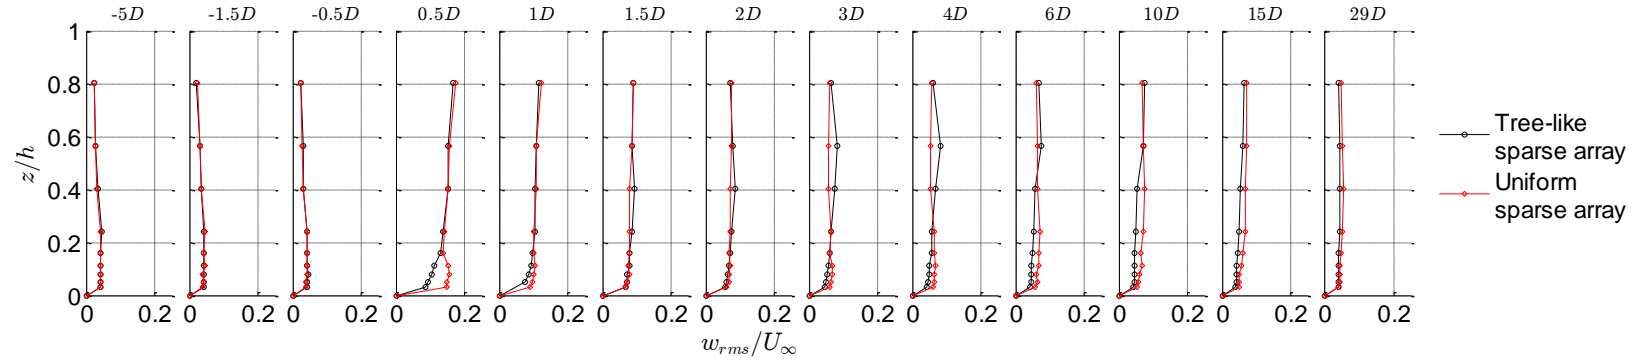 -5D -1.5D -0.5D 0.5D 1D 1.5D 2D 3D 4D 6D 10D 15D 29D
1
0.8
0.6
0.4
0.2
0
z/h
0 0.2 0 0.2 0 0.2 0 0.2 0 0.2 0 0.2 0 0.2 0 0.2 0 0.2 0 0.2 0 0.2 0 0.2 0 0.2
w_{rms}/U_∞
Tree-like
sparse array
Uniform
sparse array